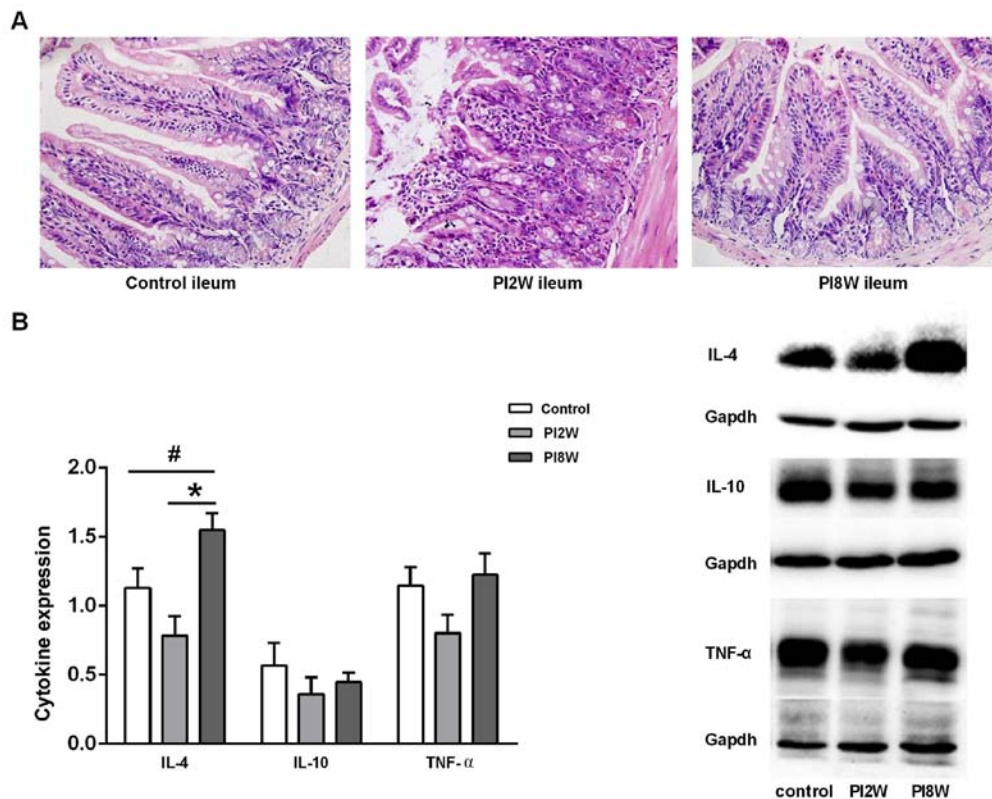 A
Control ileum PI2W ileum PI8W ileum
B
Control
PI2W
PI8W
#
*
2.0
1.5
1.0
0.5
0.0
Cytokine expression
IL-4 IL-10 TNF-α
IL-4
Gapdh
IL-10
Gapdh
TNF-α
Gapdh
control PI2W PI8W